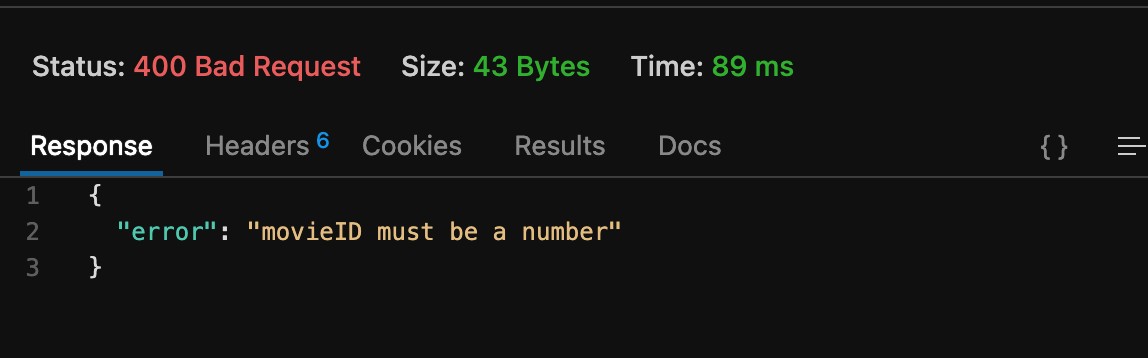 Status: 400 Bad Request Size: 43 Bytes Time: 89 ms
Response Headers 6 Cookies Results Docs { }
1 {
2 "error": "movieID must be a number"
3 }